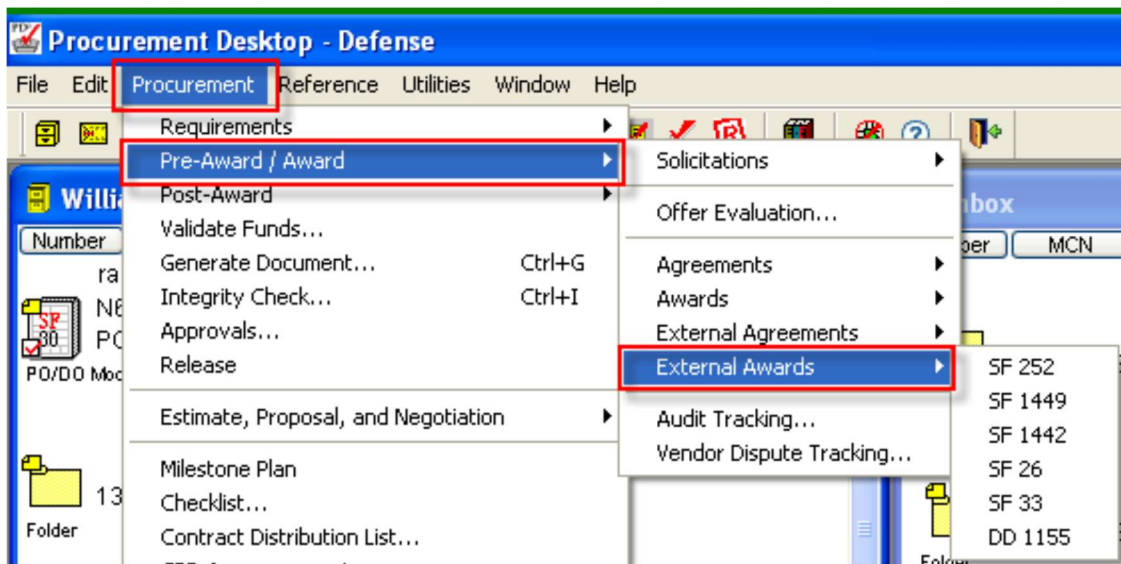 Procurement Desktop - Defense
File Edit Procurement Reference Utilities Window Help
Requirements
Pre-Award / Award
Post-Award
Validate Funds...
Generate Document... Ctrl+G
Integrity Check... Ctrl+I
Approvals...
Release
Estimate, Proposal, and Negotiation
Milestone Plan
Checklist...
Contract Distribution List...
Solicitations
Offer Evaluation...
Agreements
Awards
External Agreements
External Awards
Audit Tracking...
Vendor Dispute Tracking...
SF 252
SF 1449
SF 1442
SF 26
SF 33
DD 1155
Number
SF
30
PO/DO
13
Folder
MCN